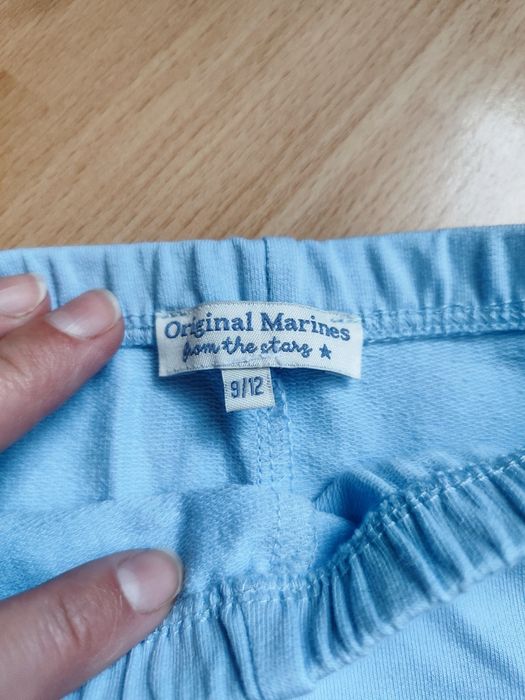 Original Marines
from the stars
9/12